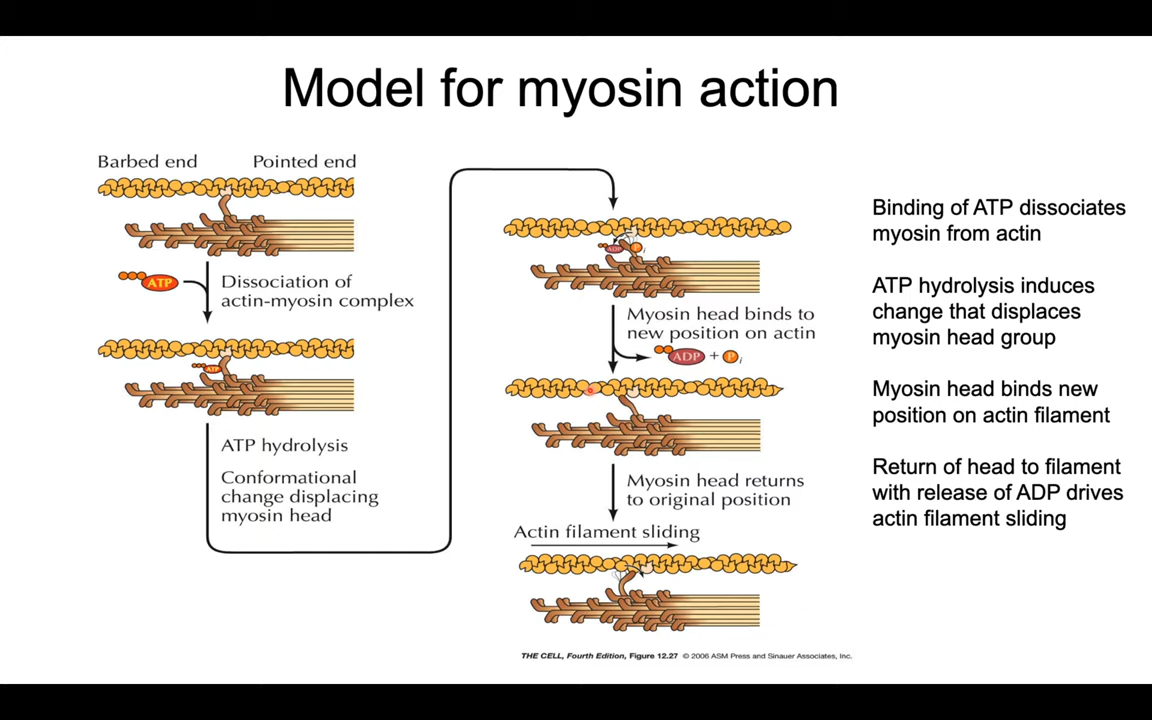 Model for myosin action
Barbed end Pointed end
ATP
Dissociation of
actin-myosin complex
ATP
ATP hydrolysis
Conformational
change displacing
myosin head
ADP P i
Myosin head binds to
new position on actin
ADP + P i
Myosin head returns
to original position
Actin filament sliding
THE CELL, Fourth Edition, Figure 12.27 © 2006 ASM Press and Sinauer Associates, Inc.
Binding of ATP dissociates
myosin from actin
ATP hydrolysis induces
change that displaces
myosin head group
Myosin head binds new
position on actin filament
Return of head to filament
with release of ADP drives
actin filament sliding